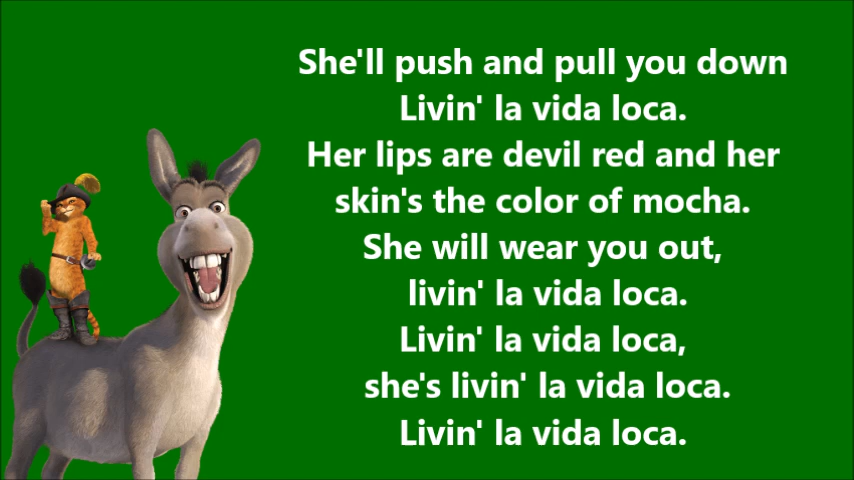 She'll push and pull you down
Livin' la vida loca.
Her lips are devil red and her
skin's the color of mocha.
She will wear you out,
livin' la vida loca.
Livin' la vida loca,
she's livin' la vida loca.
Livin' la vida loca.